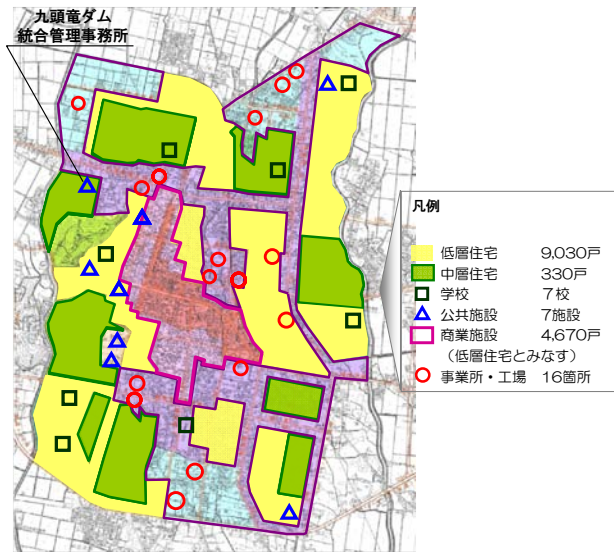 九頭竜ダム
統合管理事務所
凡例
低層住宅 9,030戸
中層住宅 330戸
学校 7校
公共施設 7施設
商業施設 4,670戸
（低層住宅とみなす）
事業所・工場 16箇所